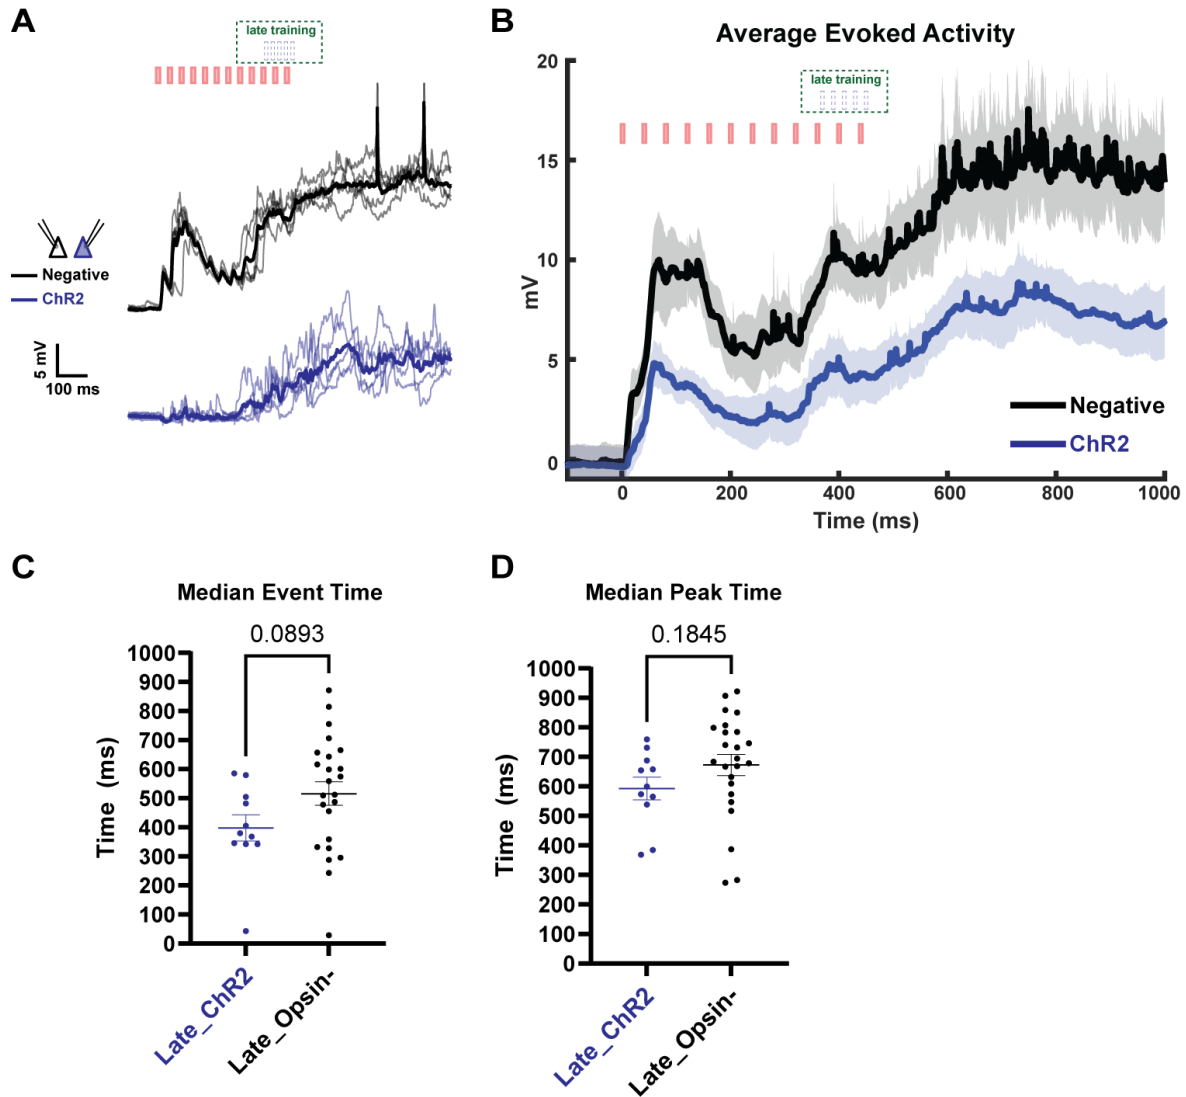 A
late training
Negative
ChR2
5 mV
100 ms
B
Average Evoked Activity
late training
20
15
10
5
0
mV
Negative
ChR2
0
200
400
600
800
1000
Time (ms)
C
Median Event Time
0.0893
1000
900
800
700
600
500
400
300
200
100
0
Time (ms)
Late_ChR2
Late_Opsin-
D
Median Peak Time
0.1845
1000
900
800
700
600
500
400
300
200
100
0
Time (ms)
Late_ChR2
Late_Opsin-